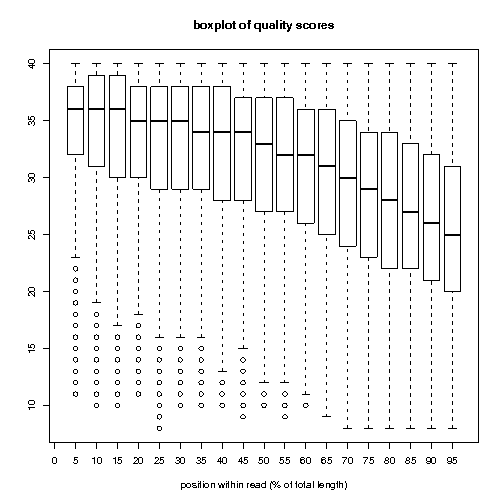 boxplot of quality scores
40
35
30
25
20
15
10
0 5 10 15 20 25 30 35 40 45 50 55 60 65 70 75 80 85 90 95
position within read (% of total length)